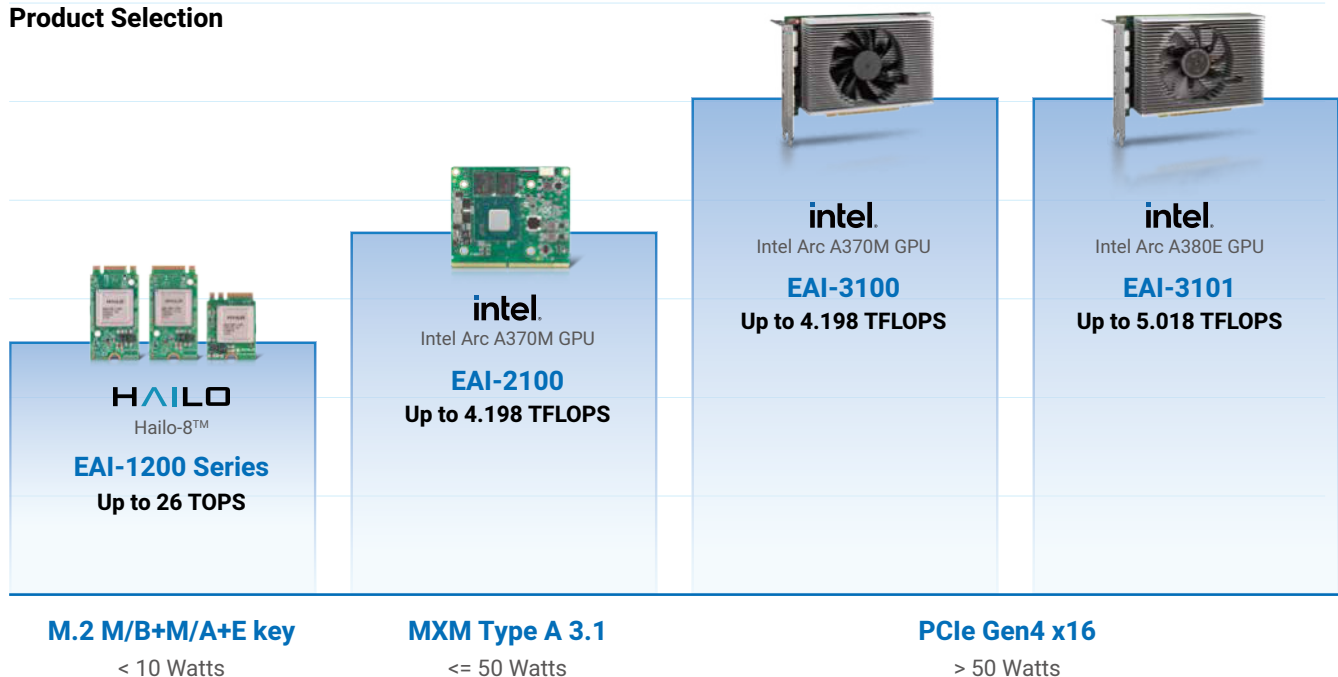 Product Selection
HAILO
Hailo-8™
EAI-1200 Series
Up to 26 TOPS
intel.
Intel Arc A370M GPU
EAI-2100
Up to 4.198 TFLOPS
intel.
Intel Arc A370M GPU
EAI-3100
Up to 4.198 TFLOPS
intel.
Intel Arc A380E GPU
EAI-3101
Up to 5.018 TFLOPS
M.2 M/B+M/A+E key
< 10 Watts
MXM Type A 3.1
<= 50 Watts
PCIe Gen4 x16
> 50 Watts